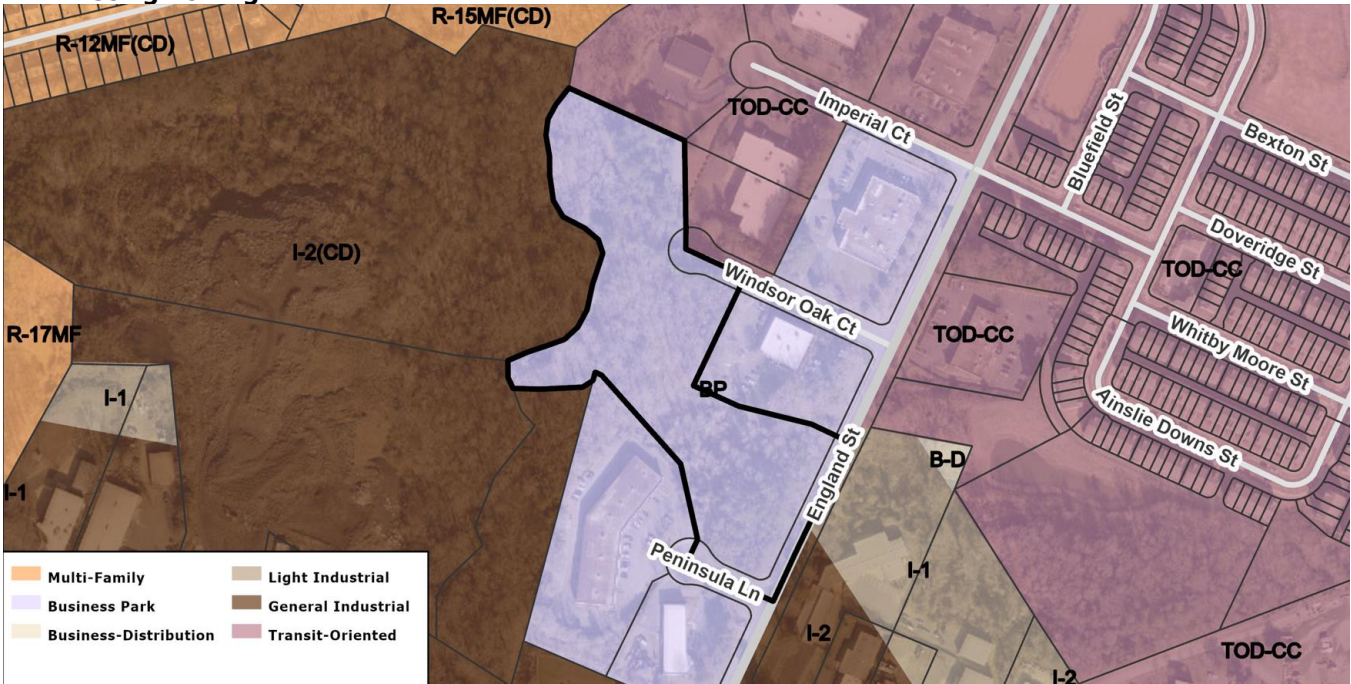 R-15MF(CD)
R-12MF(CD)
TOD-CC
Imperial Ct
Bluefield St
Bexton St
I-2(CD)
Doveridge St
TOD-CC
Windsor Oak Ct
R-17MF
TOD-CC
Whitby Moore St
I-1
BP
Ainslie Downs St
England St
B-D
I-1
Peninsula Ln
I-1
I-2
TOD-CC
I-2
Multi-Family
Light Industrial
Business Park
General Industrial
Business-Distribution
Transit-Oriented